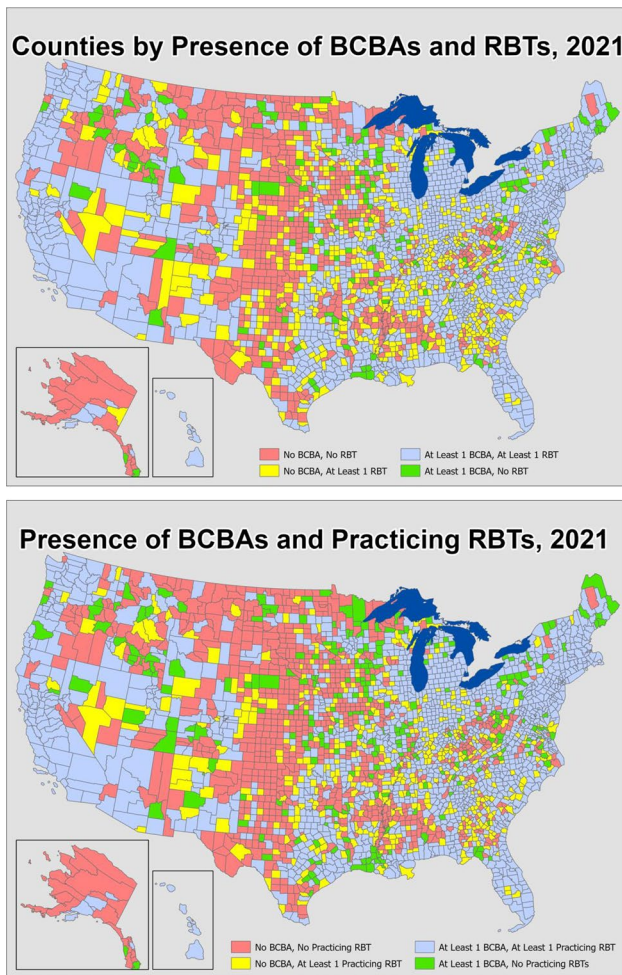 Counties by Presence of BCBAs and RBTs, 2021
No BCBA, No RBT
At Least 1 BCBA, At Least 1 RBT
No BCBA, At Least 1 RBT
At Least 1 BCBA, No RBT
Presence of BCBAs and Practicing RBTs, 2021
No BCBA, No Practicing RBT
At Least 1 BCBA, At Least 1 Practicing RBT
No BCBA, At Least 1 Practicing RBT
At Least 1 BCBA, No Practicing RBTs